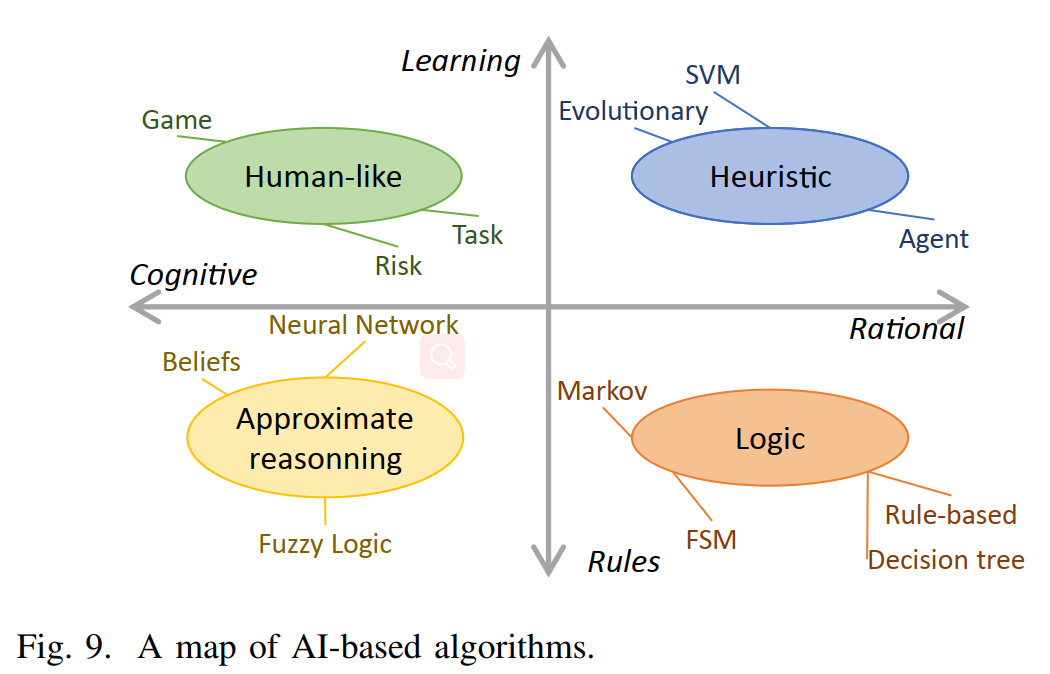 Learning
SVM
Evolutionary
Game
Human-like
Heuristic
Task
Agent
Risk
Cognitive
Neural Network
Rational
Beliefs
Markov
Approximate
reasonning
Logic
Rule-based
FSM
Fuzzy Logic
Rules
Decision tree
Fig. 9. A map of AI-based algorithms.